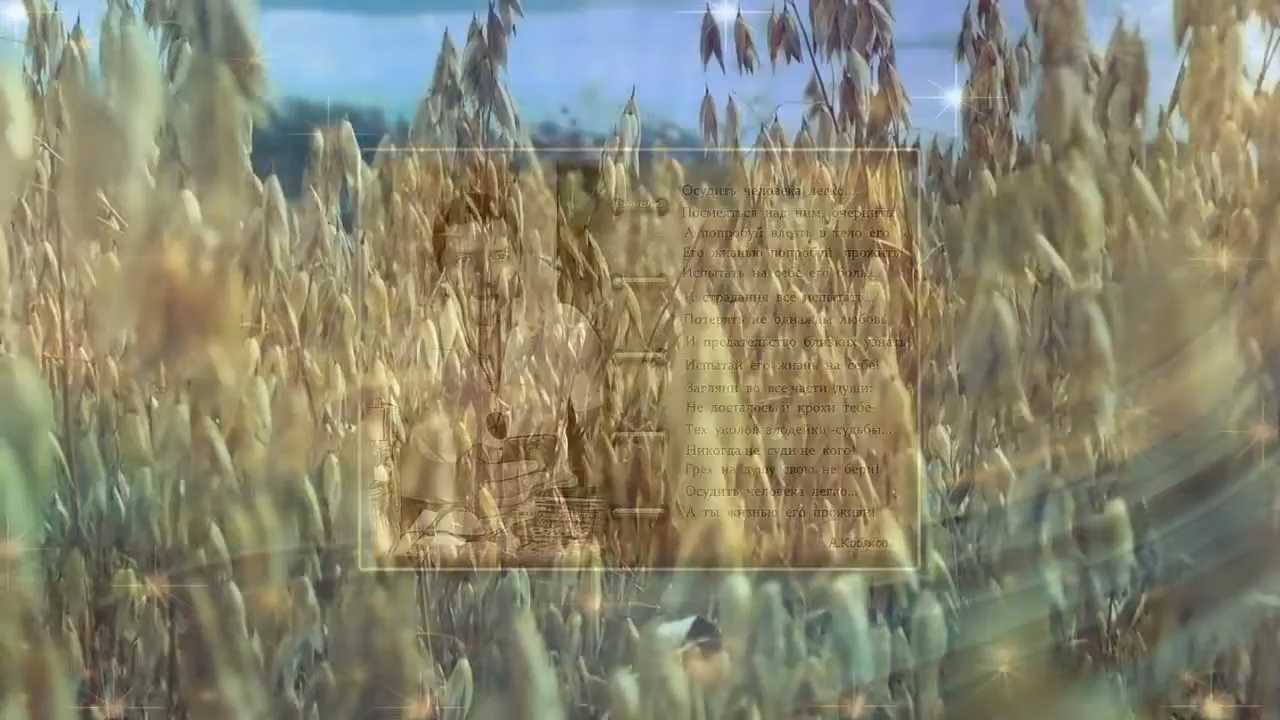 Осудить человека легко...
Посмеяться над ним, очернить
А попробуй влезть в тело его
Его жизнью попробуй прожить
Испытать на себе его боль...
И страдания все испытать...
Потерять не однажды любовь
И предательство близких узнать
Испытай его жизнь на себе!
Загляни во все части души:
Не досталось и крохи тебе
Тех уколов злодейки-судьбы...
Никогда не суди не кого!
Грех на душу свою не бери!
Осудить человека легко...
А ты жизнью его проживи!